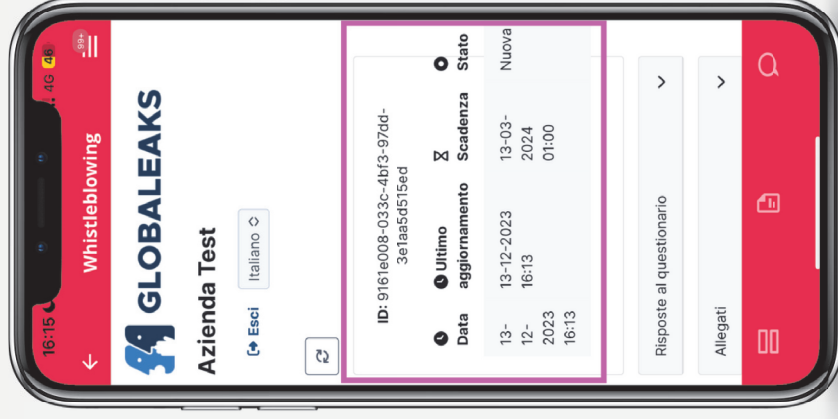 16:15
4G 46
Whistleblowing
99+
GLOBALEAKS
Azienda Test
Esci
Italiano
ID: 9161e008-033c-4bf3-97dd-
3e1aa5d515ed
Data
Ultimo
aggiornamento
Scadenza
Stato
13-
12-
2023
16:13
13-12-2023
16:13
13-03-
2024
01:00
Nuova
Risposte al questionario
Allegati